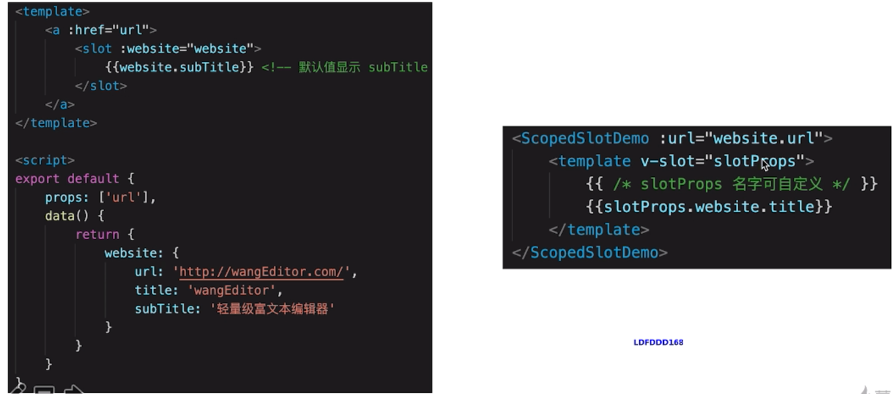 <template>
<a :href="url">
<slot :website="website">
{{website.subTitle}} <!-- 默认值显示 subTitle
</slot>
</a>
</template>
<script>
export default {
props: ['url'],
data() {
return {
website: {
url: 'http://wangEditor.com/',
title: 'wangEditor',
subTitle: '轻量级富文本编辑器'
}
}
}
}
<ScopedSlotDemo :url="website.url">
<template v-slot="slotProps">
{{ /* slotProps 名字可自定义 */ }}
{{slotProps.website.title}}
</template>
</ScopedSlotDemo>
LDFDDD168